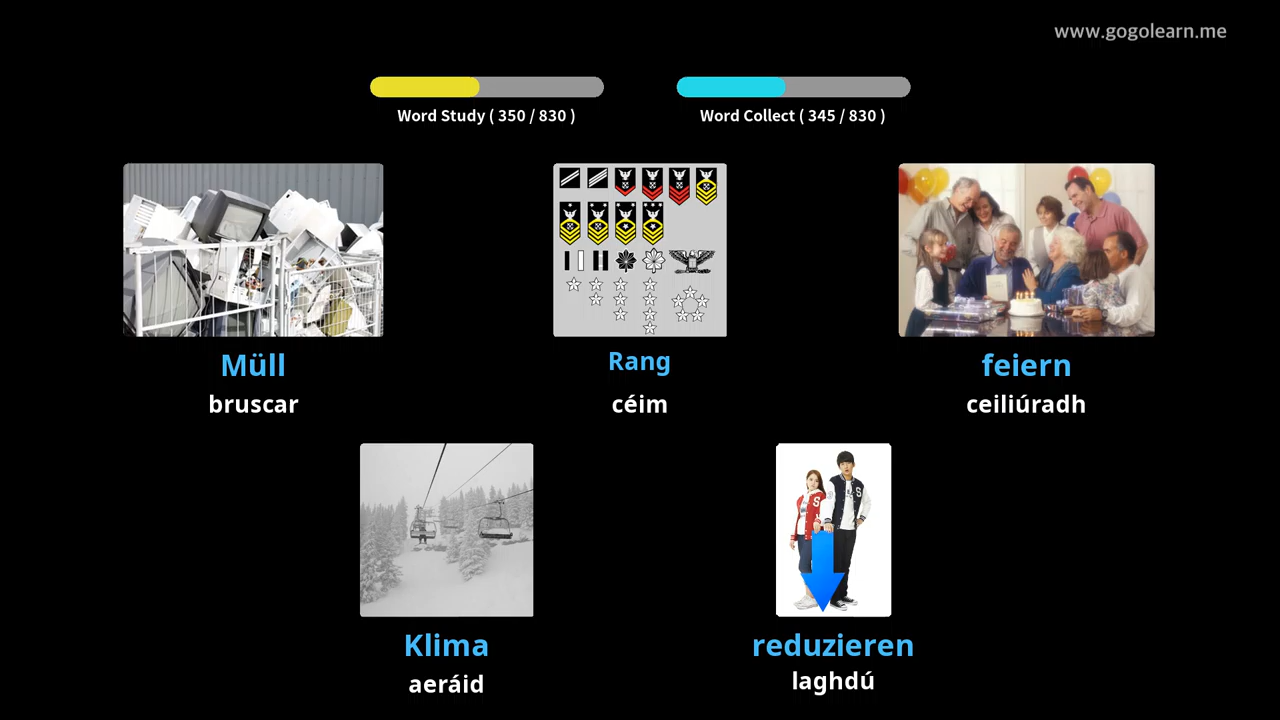 www.gogolearn.me
Word Study ( 350 / 830 )
Word Collect ( 345 / 830 )
Müll
bruscar
Rang
céim
feiern
ceiliúradh
Klima
aeráid
reduzieren
laghdú